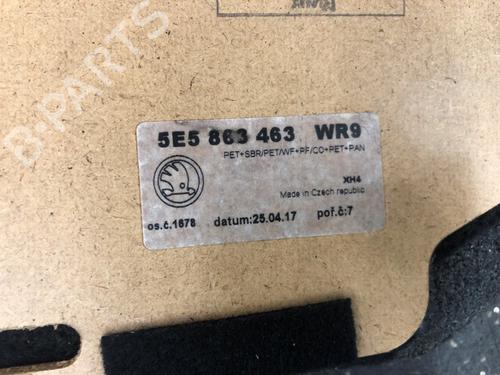 B-PARTS
5E5 863 463 WR9
PET+SBR/PET/WF+PF/CO+PET+PAN
XH4
Made in Czech republic
os.č.1678 datum:25.04.17 poř.č:7